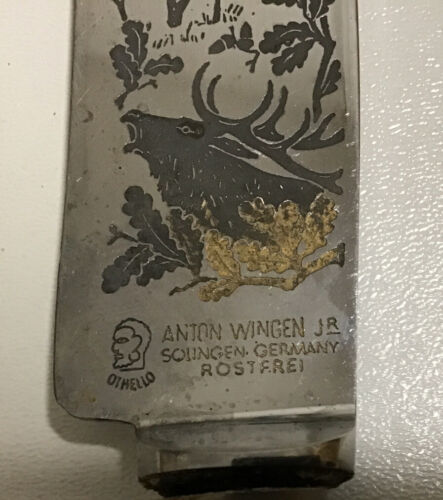 ANTON WINGEN JR
SOLINGEN-GERMANY
ROSTFREI
OTHELLO